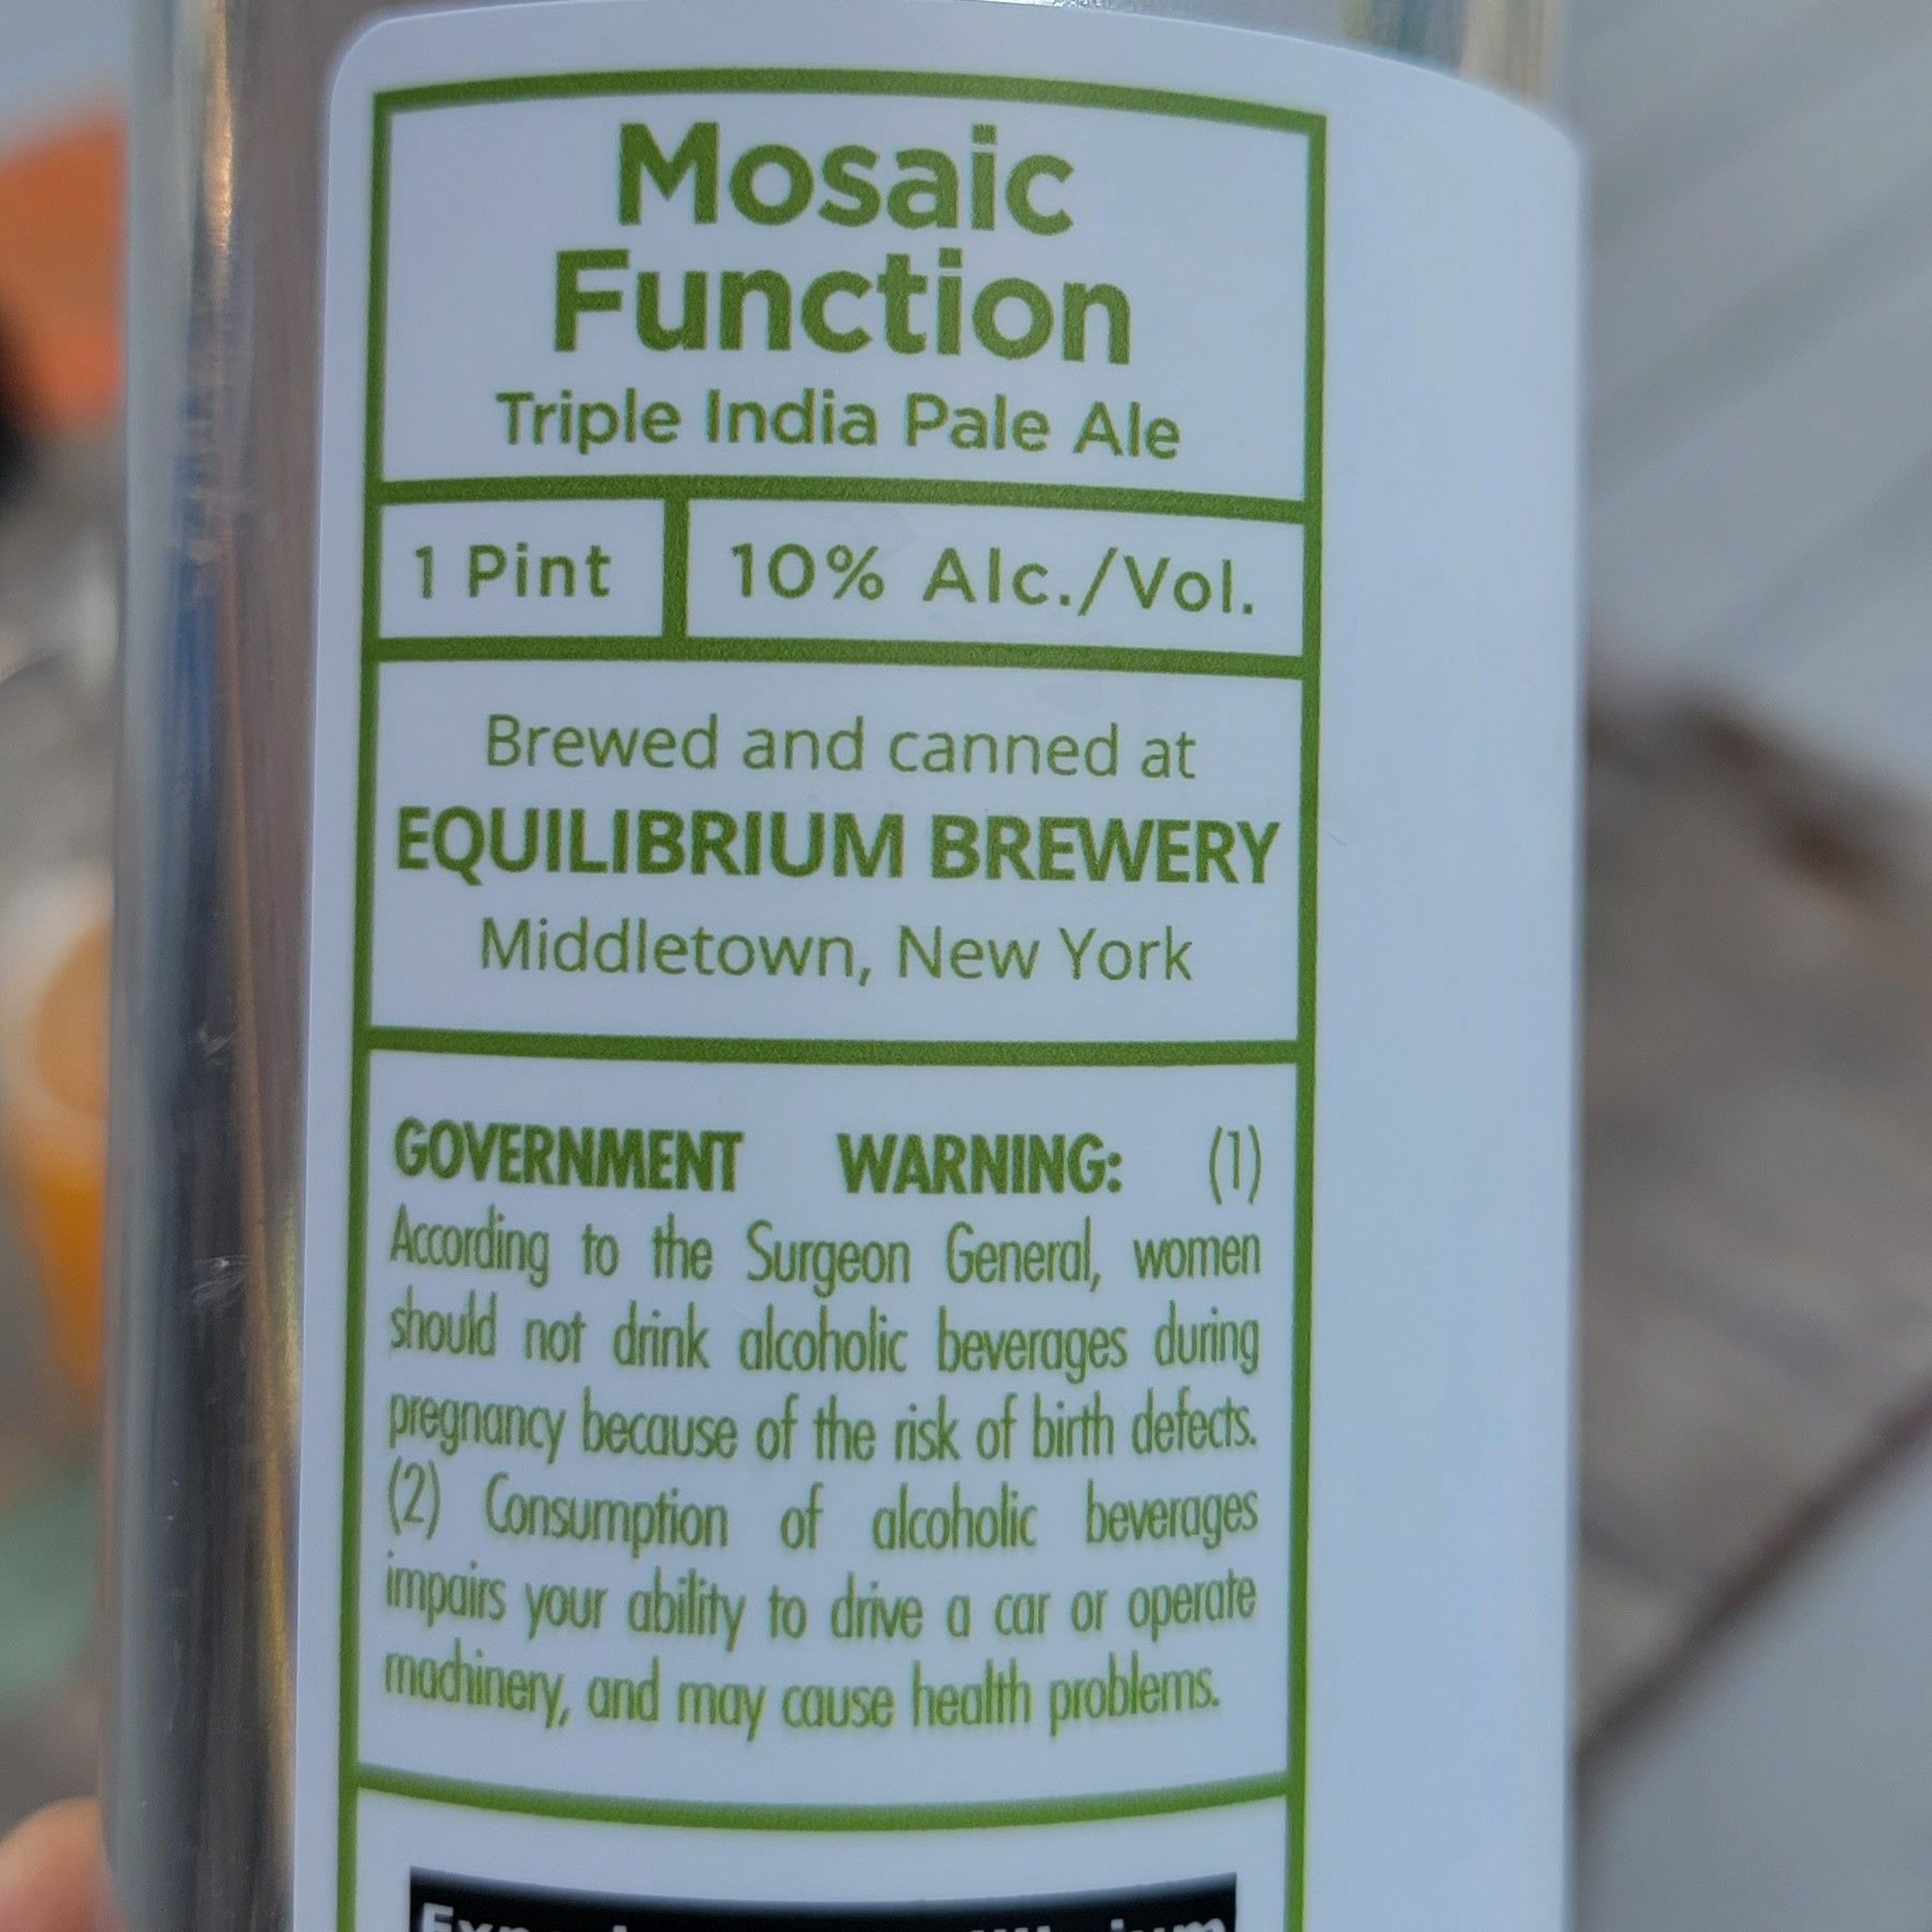 Mosaic
Function
Triple India Pale Ale
1 Pint
10% Alc./Vol.
Brewed and canned at
EQUILIBRIUM BREWERY
Middletown, New York
GOVERNMENT WARNING: (1)
According to the Surgeon General, women
should not drink alcoholic beverages during
pregnancy because of the risk of birth defects.
(2) Consumption of alcoholic beverages
impairs your ability to drive a car or operate
machinery, and may cause health problems.